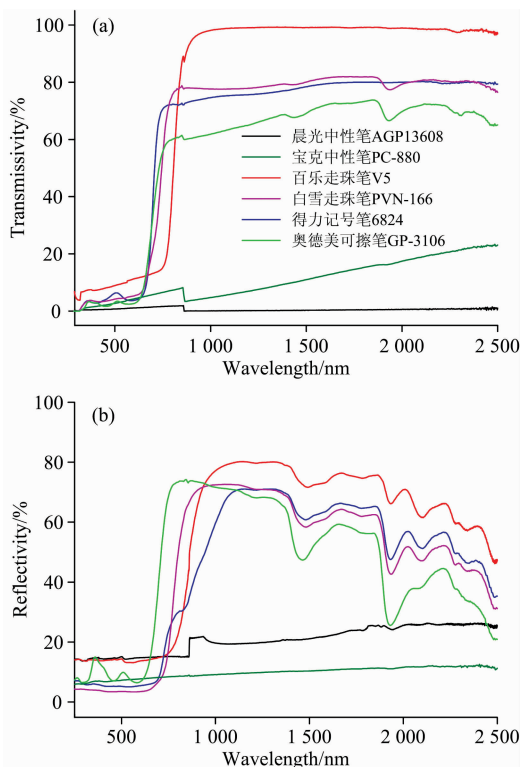 (a)
100
80
60
40
20
0
Transmissivity/%
晨光中性笔AGP13608
宝克中性笔PC-880
百乐走珠笔V5
白雪走珠笔PVN-166
得力记号笔6824
奥德美可擦笔GP-3106
500 1 000 1 500 2 000 2 500
Wavelength/nm
(b)
100
80
60
40
20
0
Reflectivity/%
500 1 000 1 500 2 000 2 500
Wavelength/nm